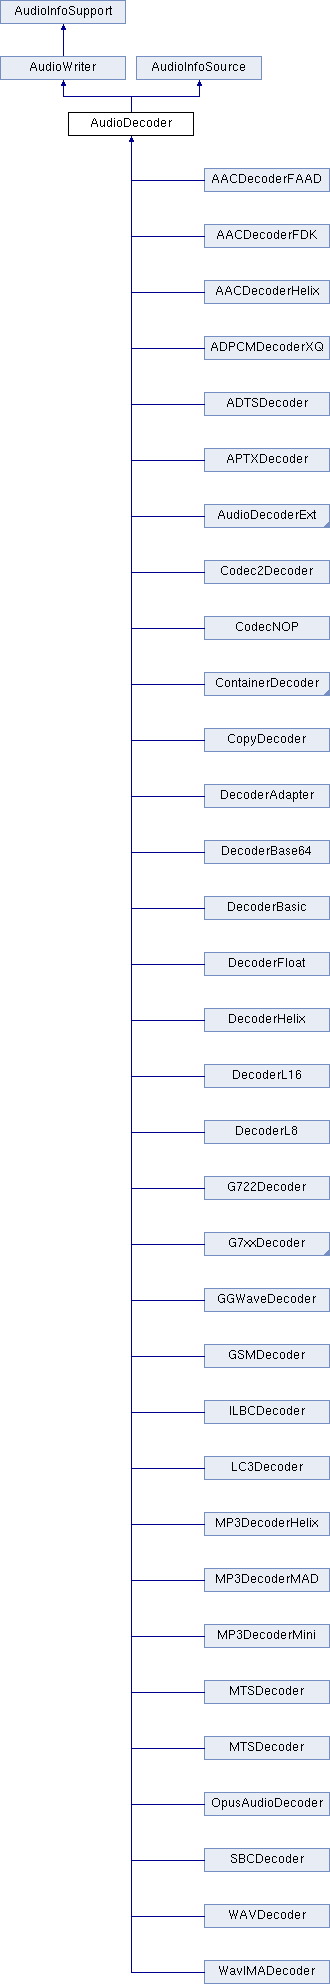 AudioInfoSupport
AudioWriter
AudioInfoSource
AudioDecoder
AACDecoderFAAD
AACDecoderFDK
AACDecoderHelix
ADPCMDecoderXQ
ADTSDecoder
APTXDecoder
AudioDecoderExt
Codec2Decoder
CodecNOP
ContainerDecoder
CopyDecoder
DecoderAdapter
DecoderBase64
DecoderBasic
DecoderFloat
DecoderHelix
DecoderL16
DecoderL8
G722Decoder
G7xxDecoder
GGWaveDecoder
GSMDecoder
ILBCDecoder
LC3Decoder
MP3DecoderHelix
MP3DecoderMAD
MP3DecoderMini
MTSDecoder
MTSDecoder
OpusAudioDecoder
SBCDecoder
WAVDecoder
WavIMADecoder